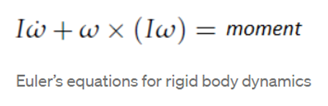 Iω̇ + ω × (Iω) = moment
Euler’s equations for rigid body dynamics